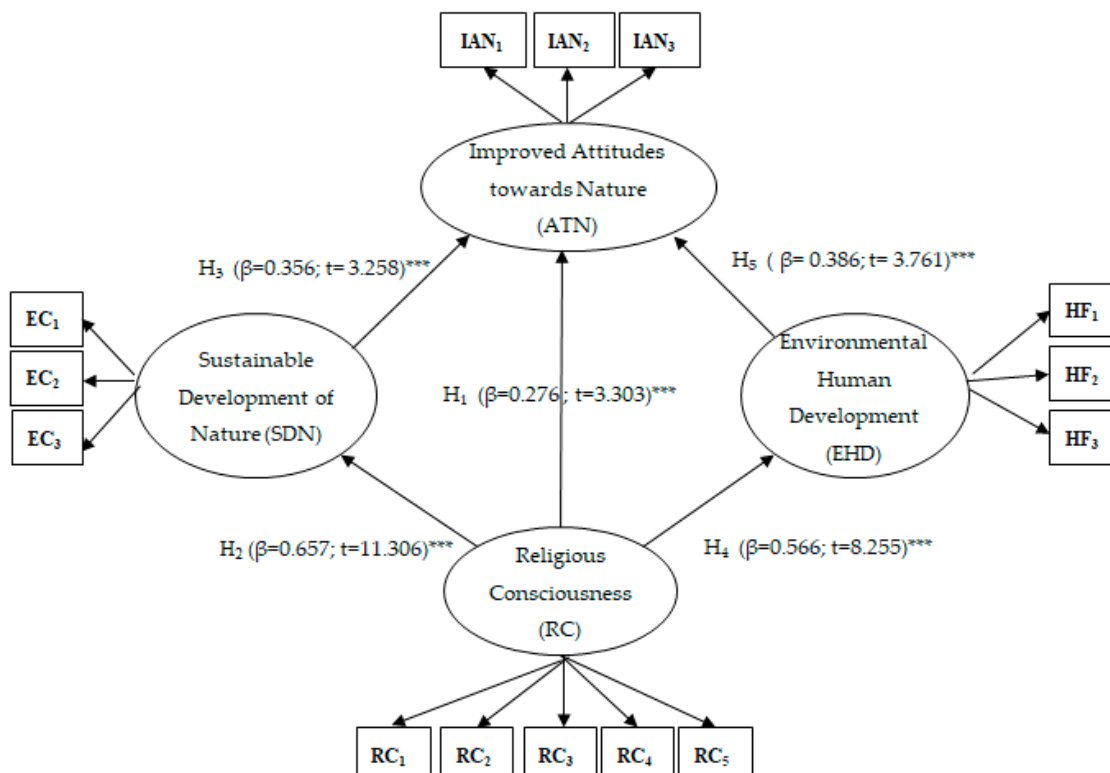 IAN₁ IAN₂ IAN₃
Improved Attitudes
towards Nature
(ATN)
H₃ (β=0.356; t= 3.258)***
H₅ ( β= 0.386; t= 3.761)***
EC₁
EC₂
EC₃
Sustainable
Development of
Nature (SDN)
H₁ (β=0.276; t=3.303)***
Environmental
Human
Development
(EHD)
HF₁
HF₂
HF₃
H₂ (β=0.657; t=11.306)***
H₄ (β=0.566; t=8.255)***
Religious
Consciousness
(RC)
RC₁ RC₂ RC₃ RC₄ RC₅